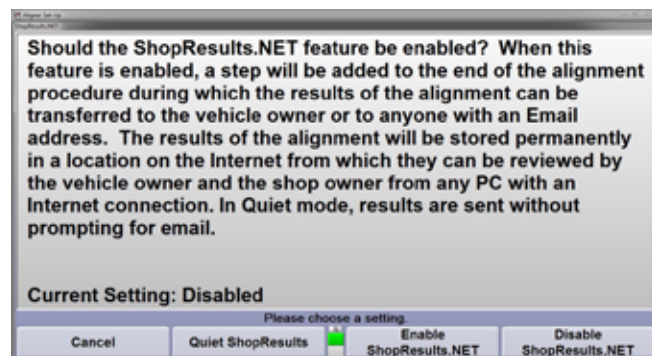 Aligner Set-Up
ShopResults.NET
Should the ShopResults.NET feature be enabled?  When this
feature is enabled, a step will be added to the end of the alignment
procedure during which the results of the alignment can be
transferred to the vehicle owner or to anyone with an Email
address.  The results of the alignment will be stored permanently
in a location on the Internet from which they can be reviewed by
the vehicle owner and the shop owner from any PC with an
Internet connection. In Quiet mode, results are sent without
prompting for email.
Current Setting: Disabled
Please choose a setting.
Cancel
Quiet ShopResults
Enable
ShopResults.NET
Disable
ShopResults.NET